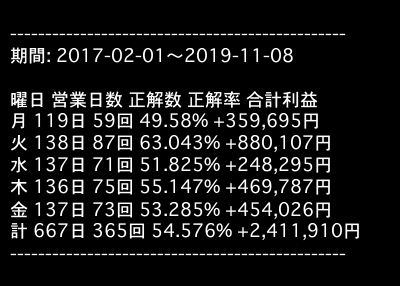 ------------------------------------------------
期間: 2017-02-01〜2019-11-08
曜日 営業日数 正解数 正解率 合計利益
月 119日 59回 49.58% +359,695円
火 138日 87回 63.043% +880,107円
水 137日 71回 51.825% +248,295円
木 136日 75回 55.147% +469,787円
金 137日 73回 53.285% +454,026円
計 667日 365回 54.576% +2,411,910円
------------------------------------------------